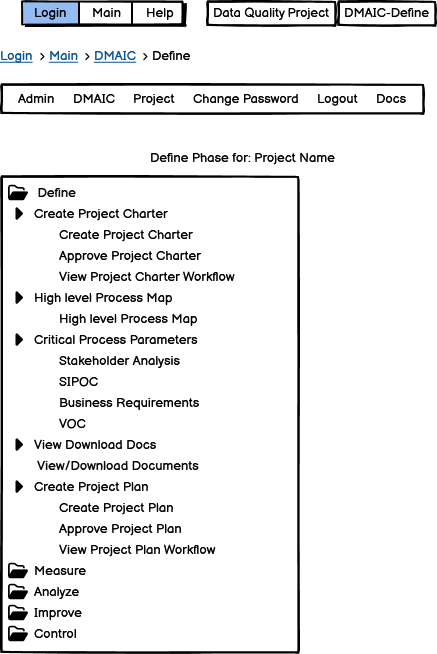 Login Main Help Data Quality Project DMAIC-Define
Login > Main > DMAIC > Define
Admin DMAIC Project Change Password Logout Docs
Define Phase for: Project Name
Define
Create Project Charter
Create Project Charter
Approve Project Charter
View Project Charter Workflow
High level Process Map
High level Process Map
Critical Process Parameters
Stakeholder Analysis
SIPOC
Business Requirements
VOC
View Download Docs
View/Download Documents
Create Project Plan
Create Project Plan
Approve Project Plan
View Project Plan Workflow
Measure
Analyze
Improve
Control